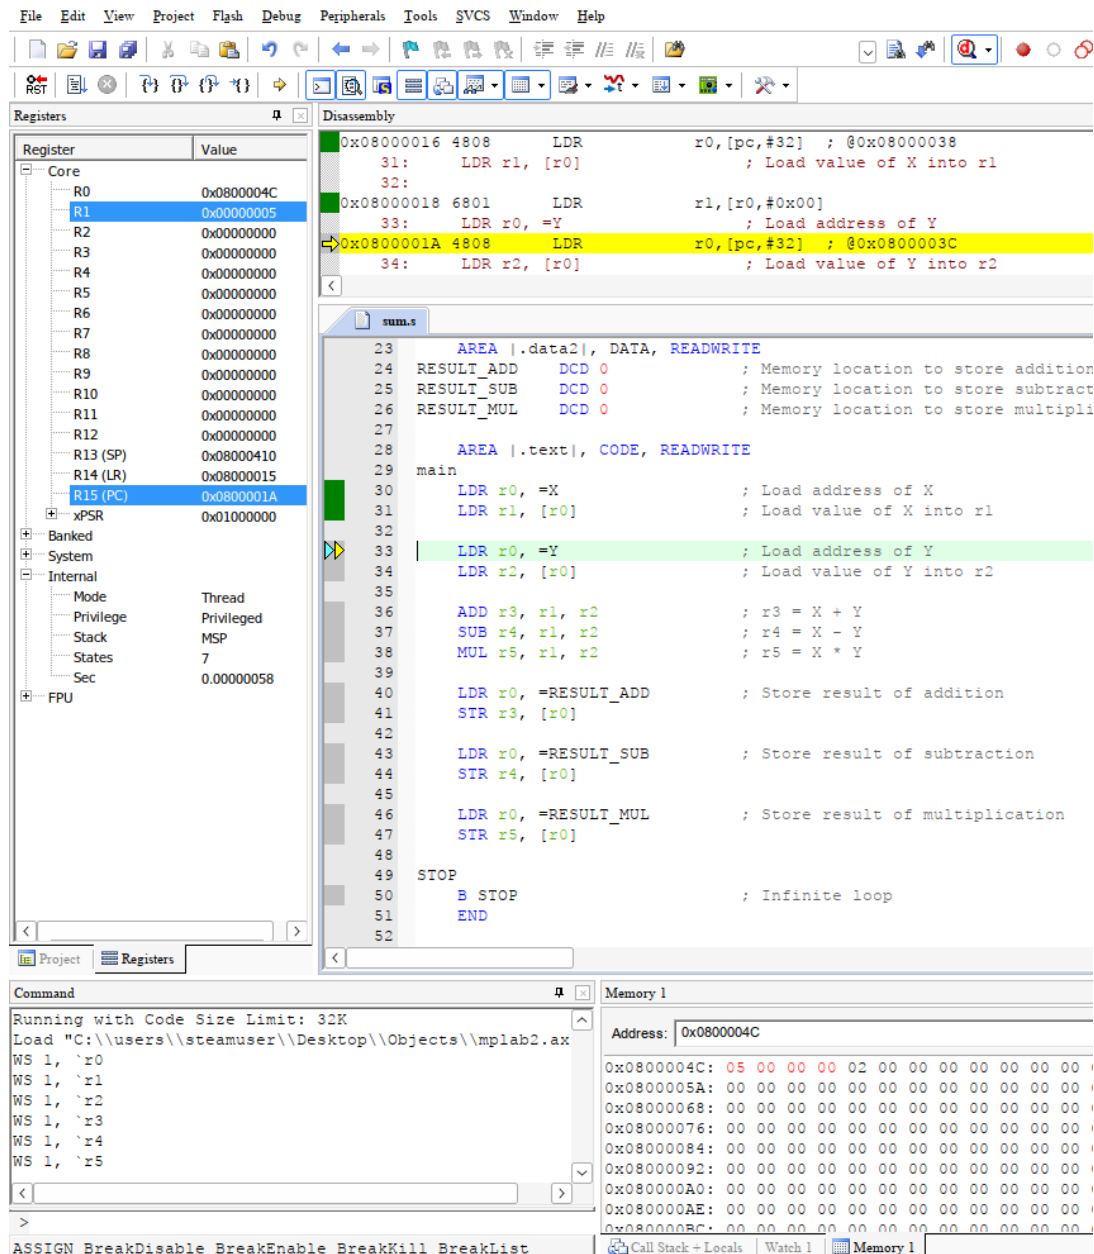 File Edit View Project Flash Debug Peripherals Tools SVCS Window Help
RST
Registers
Register Value
Core
R0 0x0800004C
R1 0x00000005
R2 0x00000000
R3 0x00000000
R4 0x00000000
R5 0x00000000
R6 0x00000000
R7 0x00000000
R8 0x00000000
R9 0x00000000
R10 0x00000000
R11 0x00000000
R12 0x00000000
R13 (SP) 0x08000410
R14 (LR) 0x08000015
R15 (PC) 0x0800001A
xPSR 0x01000000
Banked
System
Internal
Mode Thread
Privilege Privileged
Stack MSP
States 7
Sec 0.00000058
FPU
Project Registers
Disassembly
0x08000016 4808 LDR r0,[pc,#32] ; @0x08000038
31: LDR r1, [r0] ; Load value of X into r1
32:
0x08000018 6801 LDR r1,[r0,#0x00]
33: LDR r0, =Y ; Load address of Y
0x0800001A 4808 LDR r0,[pc,#32] ; @0x0800003C
34: LDR r2, [r0] ; Load value of Y into r2
sum.s
23 AREA |.data2|, DATA, READWRITE
24 RESULT_ADD DCD 0 ; Memory location to store addition
25 RESULT_SUB DCD 0 ; Memory location to store subtract
26 RESULT_MUL DCD 0 ; Memory location to store multipli
27
28 AREA |.text|, CODE, READWRITE
29 main
30 LDR r0, =X ; Load address of X
31 LDR r1, [r0] ; Load value of X into r1
32
33 LDR r0, =Y ; Load address of Y
34 LDR r2, [r0] ; Load value of Y into r2
35
36 ADD r3, r1, r2 ; r3 = X + Y
37 SUB r4, r1, r2 ; r4 = X - Y
38 MUL r5, r1, r2 ; r5 = X * Y
39
40 LDR r0, =RESULT_ADD ; Store result of addition
41 STR r3, [r0]
42
43 LDR r0, =RESULT_SUB ; Store result of subtraction
44 STR r4, [r0]
45
46 LDR r0, =RESULT_MUL ; Store result of multiplication
47 STR r5, [r0]
48
49 STOP
50 B STOP ; Infinite loop
51 END
52
Command
Running with Code Size Limit: 32K
Load "C:\\users\\steamuser\\Desktop\\Objects\\mplab2.ax
WS 1, `r0
WS 1, `r1
WS 1, `r2
WS 1, `r3
WS 1, `r4
WS 1, `r5
>
ASSIGN BreakDisable BreakEnable BreakKill BreakList
Memory 1
Address: 0x0800004C
0x0800004C: 05 00 00 00 02 00 00 00 00 00 00 00
0x0800005A: 00 00 00 00 00 00 00 00 00 00 00 00
0x08000068: 00 00 00 00 00 00 00 00 00 00 00 00
0x08000076: 00 00 00 00 00 00 00 00 00 00 00 00
0x08000084: 00 00 00 00 00 00 00 00 00 00 00 00
0x08000092: 00 00 00 00 00 00 00 00 00 00 00 00
0x080000A0: 00 00 00 00 00 00 00 00 00 00 00 00
0x080000AE: 00 00 00 00 00 00 00 00 00 00 00 00
0x080000BC: 00 00 00 00 00 00 00 00 00 00 00 00
Call Stack + Locals Watch 1 Memory 1